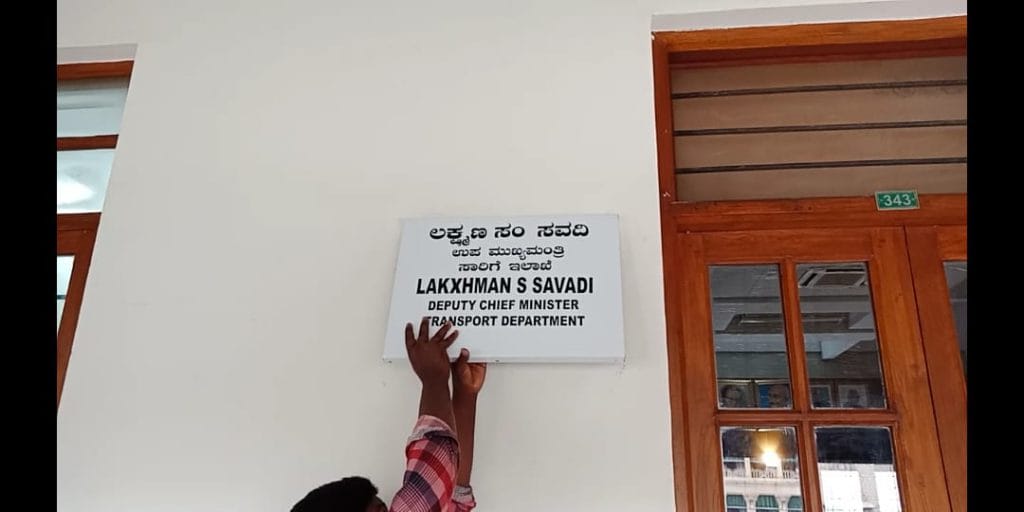 ಲಕ್ಷ್ಮಣ ಸಂ ಸವದಿ
ಉಪ ಮುಖ್ಯಮಂತ್ರಿ
ಸಾರಿಗೆ ಇಲಾಖೆ
LAKXHMAN S SAVADI
DEPUTY CHIEF MINISTER
TRANSPORT DEPARTMENT
343